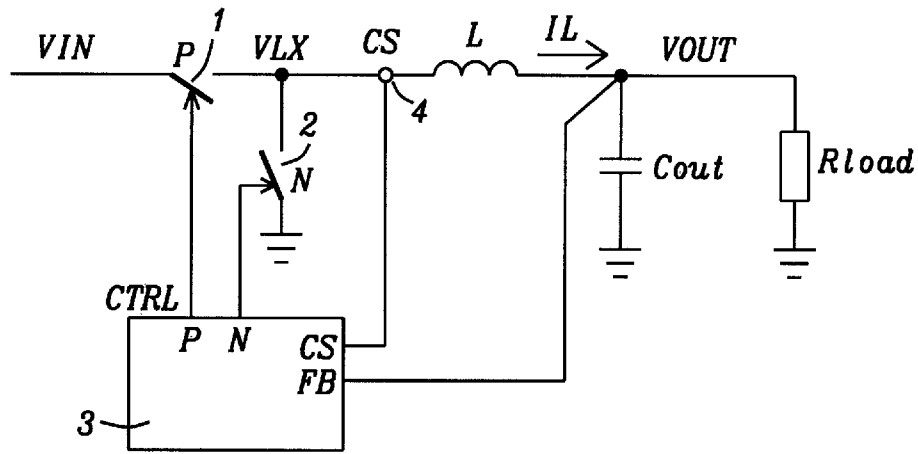 1
VIN P VLX CS L IL VOUT
4
2
N
Cout Rload
CTRL
P N CS
FB
3